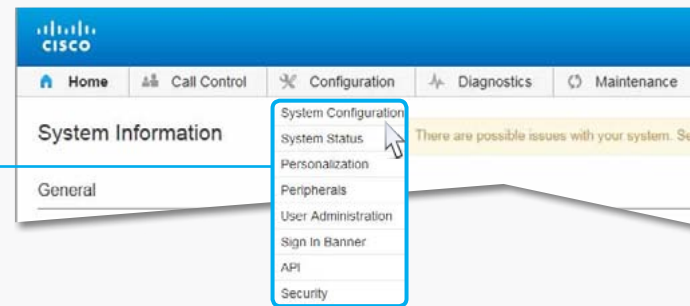 CISCO
Home Call Control Configuration Diagnostics Maintenance
System Information
There are possible issues with your system.
General
System Configuration
System Status
Personalization
Peripherals
User Administration
Sign In Banner
API
Security